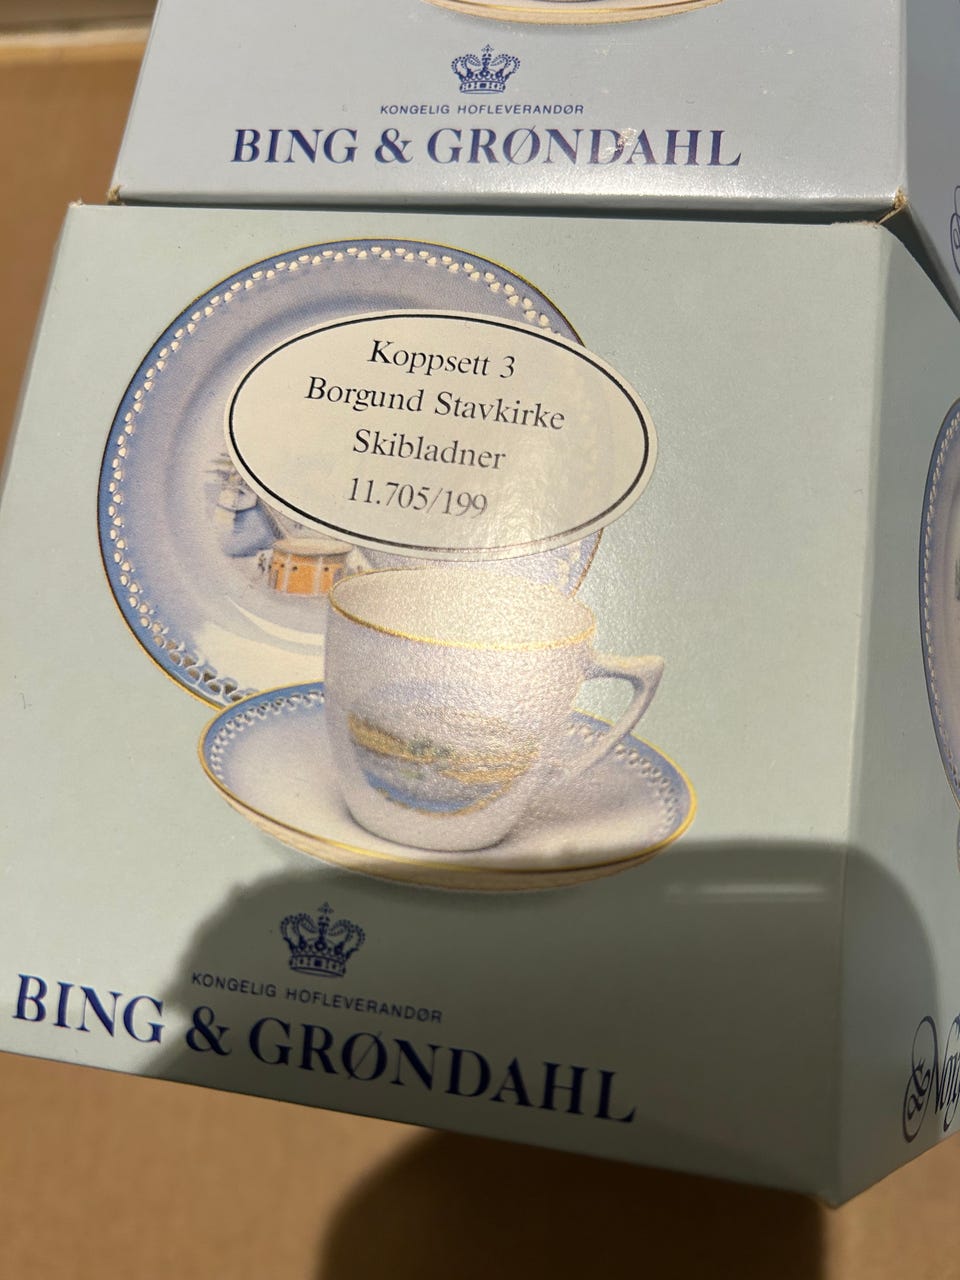 KONGELIG HOFLEVERANDØR
BING & GRØNDAHL
Koppsett 3
Borgund Stavkirke
Skibladner
11.705/199
KONGELIG HOFLEVERANDØR
BING & GRØNDAHL